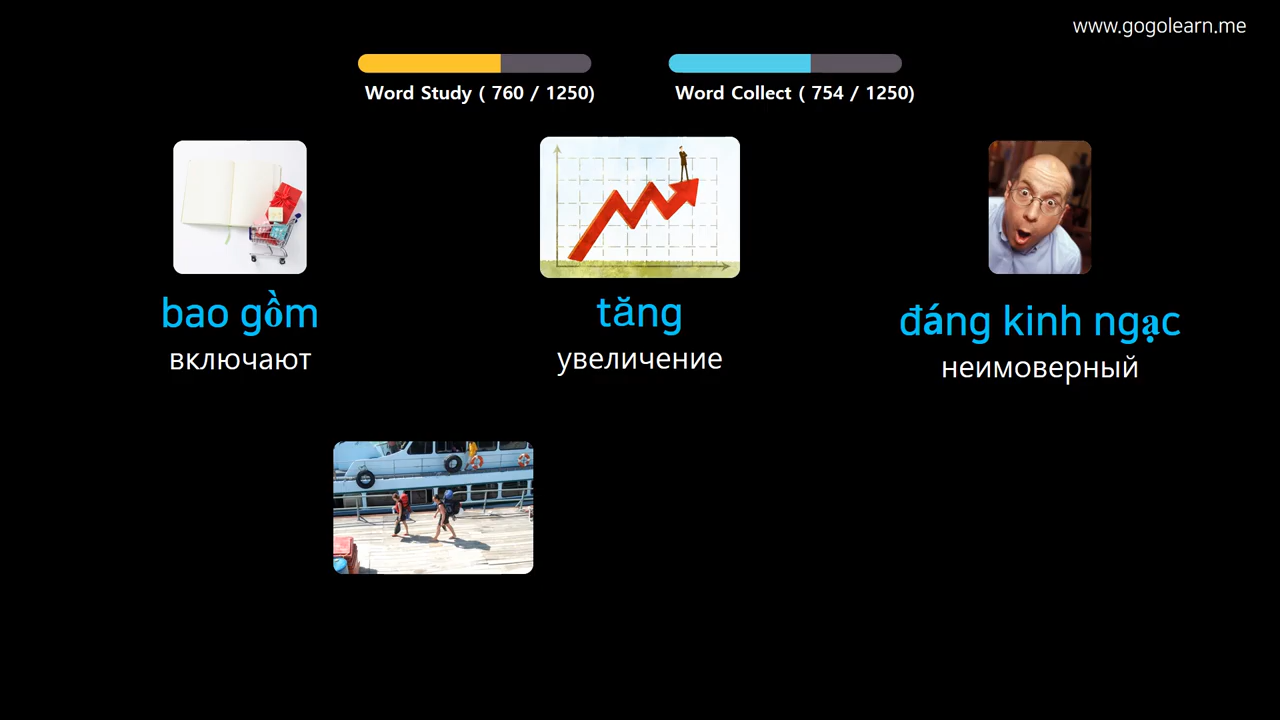 www.gogolearn.me
Word Study ( 760 / 1250)
Word Collect ( 754 / 1250)
bao gồm
включают
tăng
увеличение
đáng kinh ngạc
неимоверный